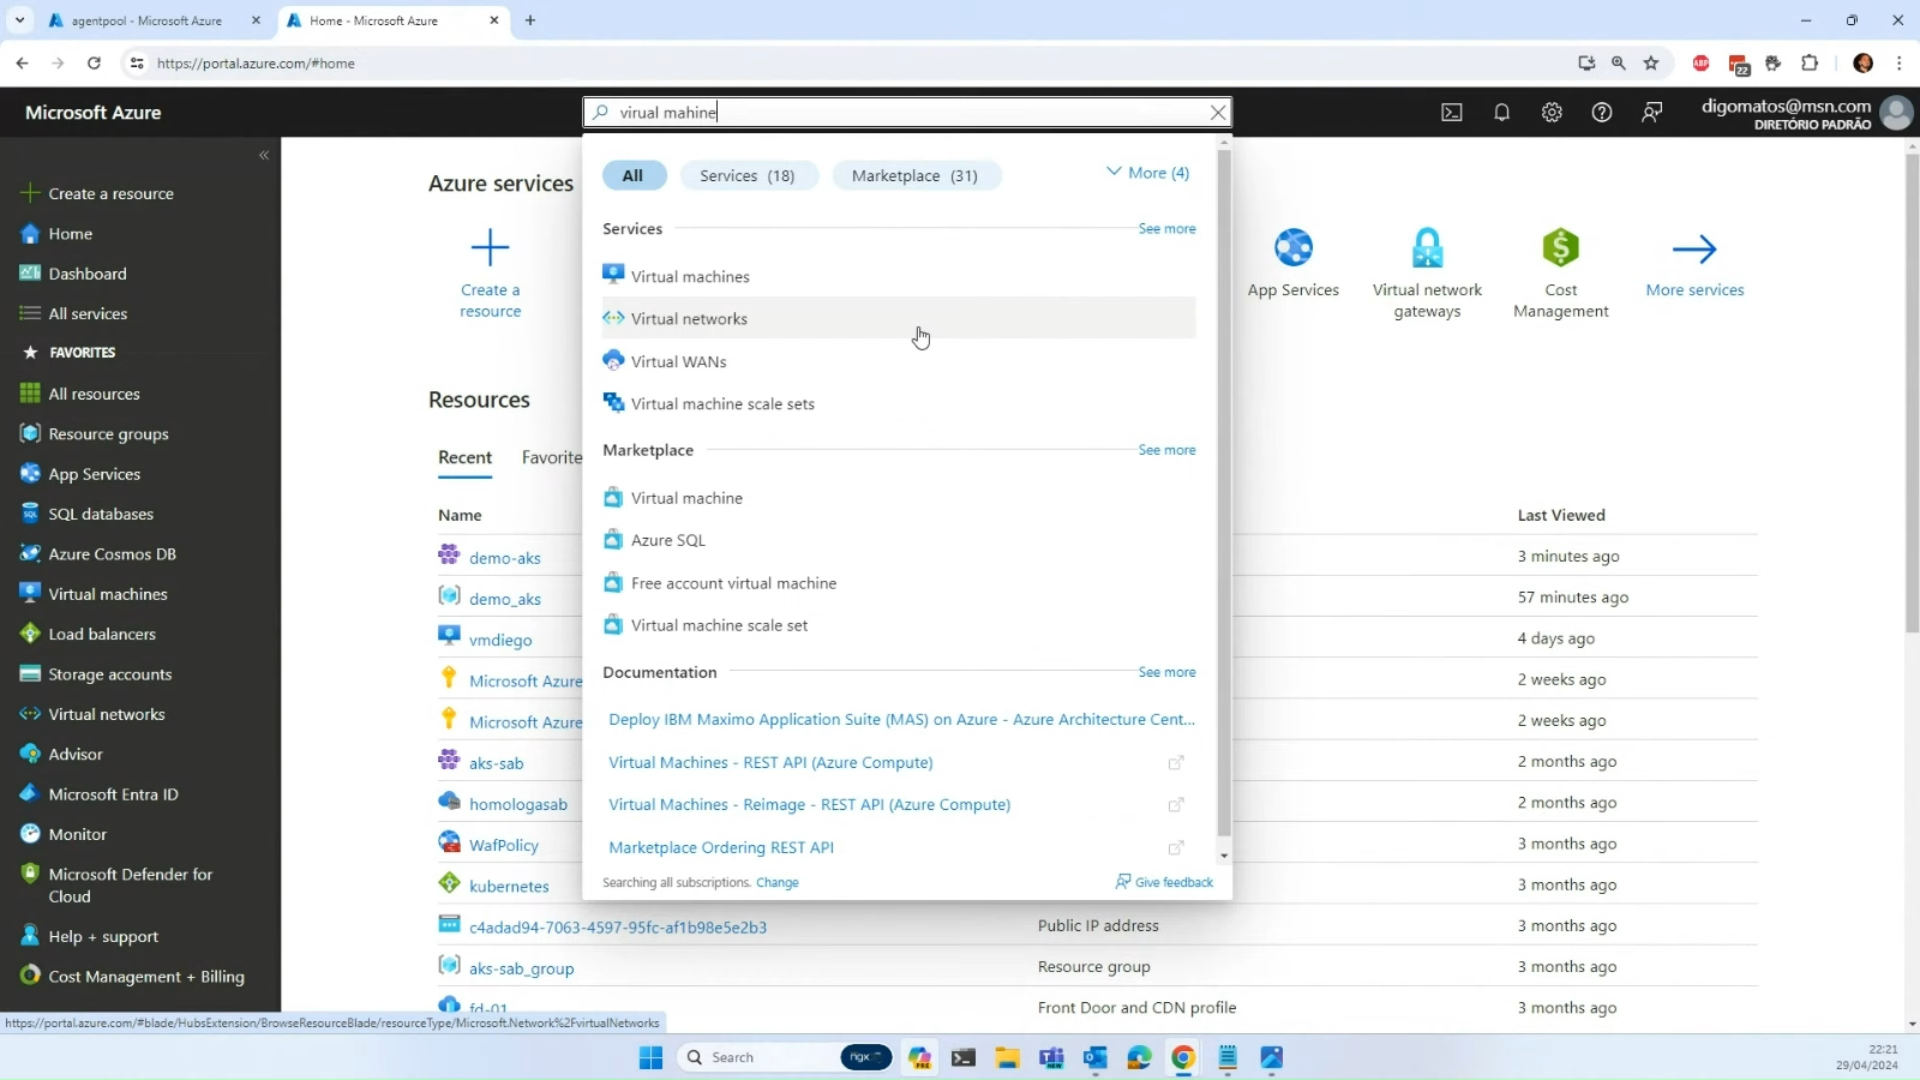 agentpool - Microsoft Azure
Home - Microsoft Azure
https://portal.azure.com/#home
22
Microsoft Azure
virual mahine
digomatos@msn.com
DIRETÓRIO PADRÃO
Create a resource
Home
Dashboard
All services
FAVORITES
All resources
Resource groups
App Services
SQL databases
Azure Cosmos DB
Virtual machines
Load balancers
Storage accounts
Virtual networks
Advisor
Microsoft Entra ID
Monitor
Microsoft Defender for
Cloud
Help + support
Cost Management + Billing
Azure services
Create a
resource
App Services
Virtual network
gateways
Cost
Management
More services
All
Services (18)
Marketplace (31)
More (4)
Services
See more
Virtual machines
Virtual networks
Virtual WANs
Virtual machine scale sets
Marketplace
See more
Virtual machine
Azure SQL
Free account virtual machine
Virtual machine scale set
Documentation
See more
Deploy IBM Maximo Application Suite (MAS) on Azure - Azure Architecture Cent...
Virtual Machines - REST API (Azure Compute)
Virtual Machines - Reimage - REST API (Azure Compute)
Marketplace Ordering REST API
Searching all subscriptions. Change
Give feedback
Resources
Recent
Favorite
Name
Last Viewed
demo-aks
3 minutes ago
demo_aks
57 minutes ago
vmdiego
4 days ago
Microsoft Azure
2 weeks ago
Microsoft Azure
2 weeks ago
aks-sab
2 months ago
homologasab
2 months ago
WafPolicy
3 months ago
kubernetes
3 months ago
c4adad94-7063-4597-95fc-af1b98e5e2b3
Public IP address
3 months ago
aks-sab_group
Resource group
3 months ago
fd-01
Front Door and CDN profile
3 months ago
https://portal.azure.com/#blade/HubsExtension/BrowseResourceBlade/resourceType/Microsoft.Network%2FvirtualNetworks
Search
22:21
29/04/2024